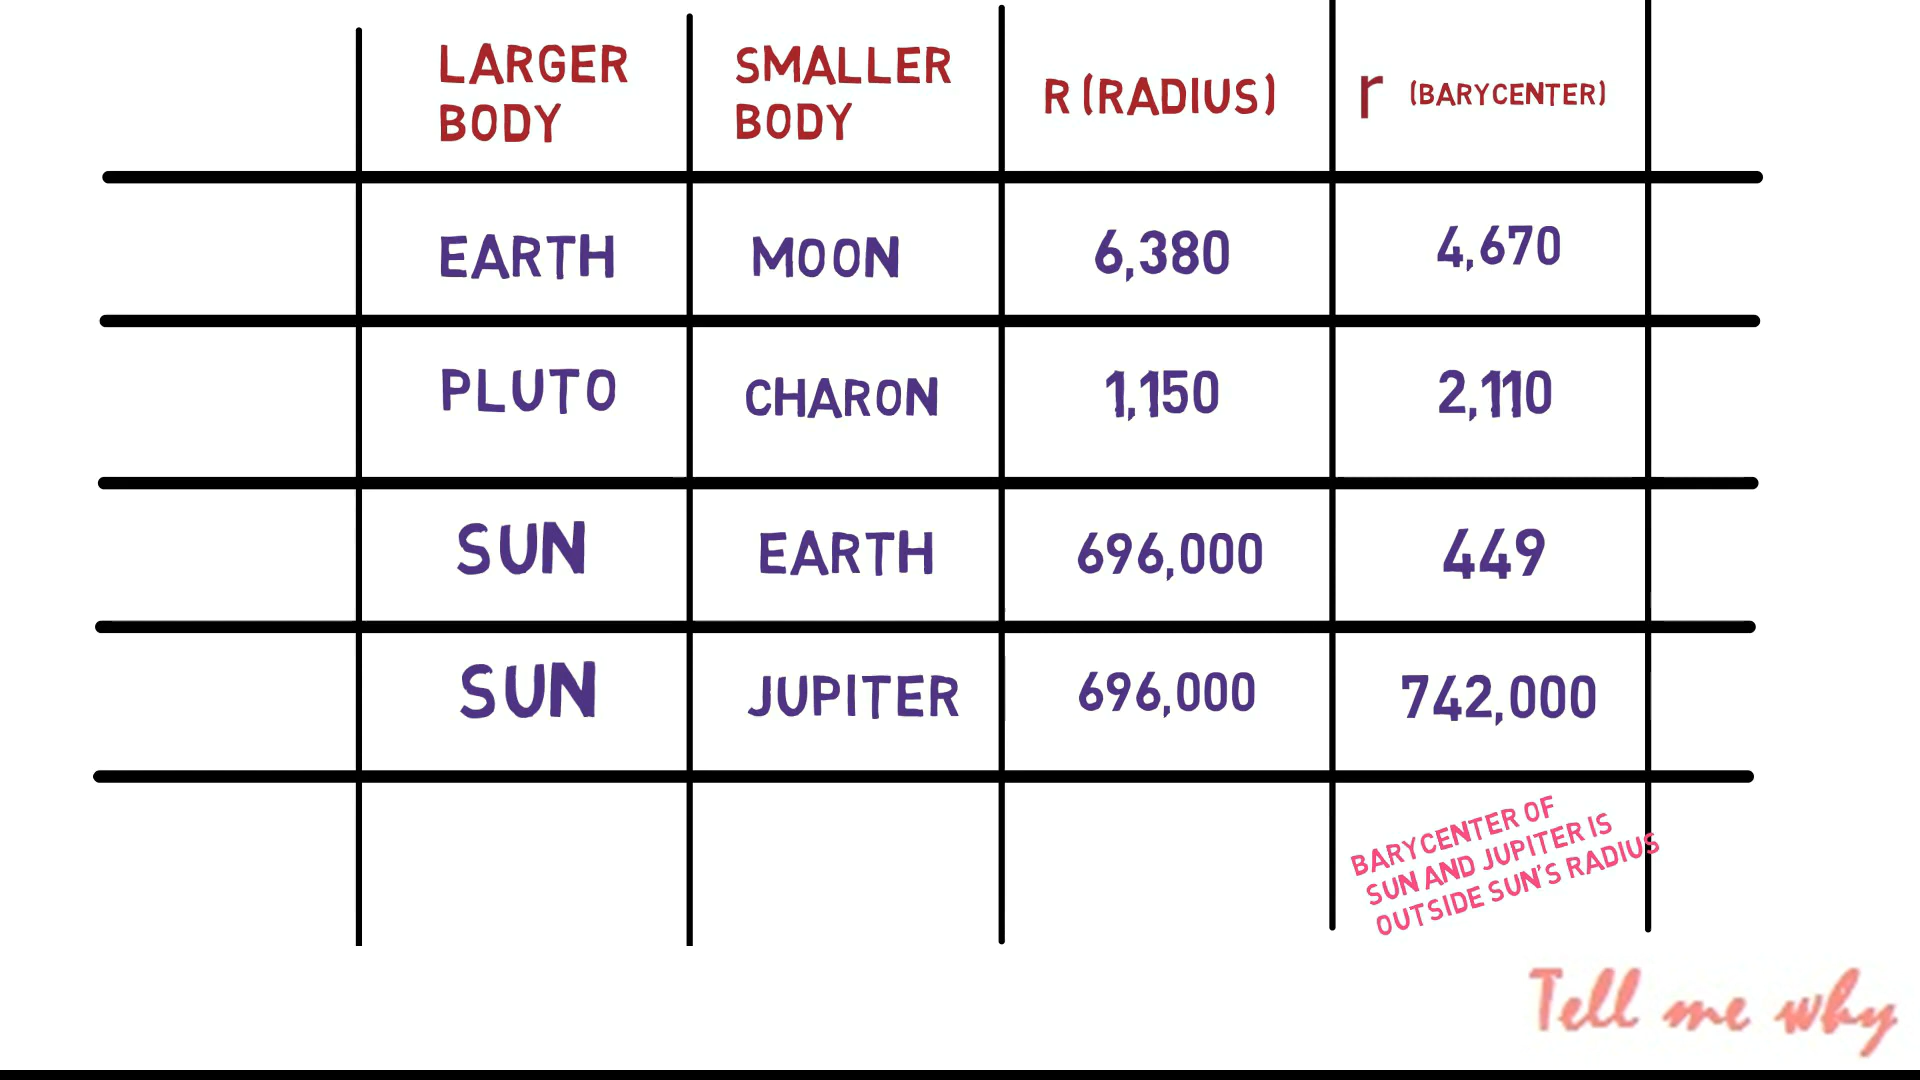 LARGER
BODY
SMALLER
BODY
R (RADIUS)
r (BARYCENTER)
EARTH
MOON
6,380
4,670
PLUTO
CHARON
1,150
2,110
SUN
EARTH
696,000
449
SUN
JUPITER
696,000
742,000
BARYCENTER OF
SUN AND JUPITER IS
OUTSIDE SUN'S RADIUS
Tell me why